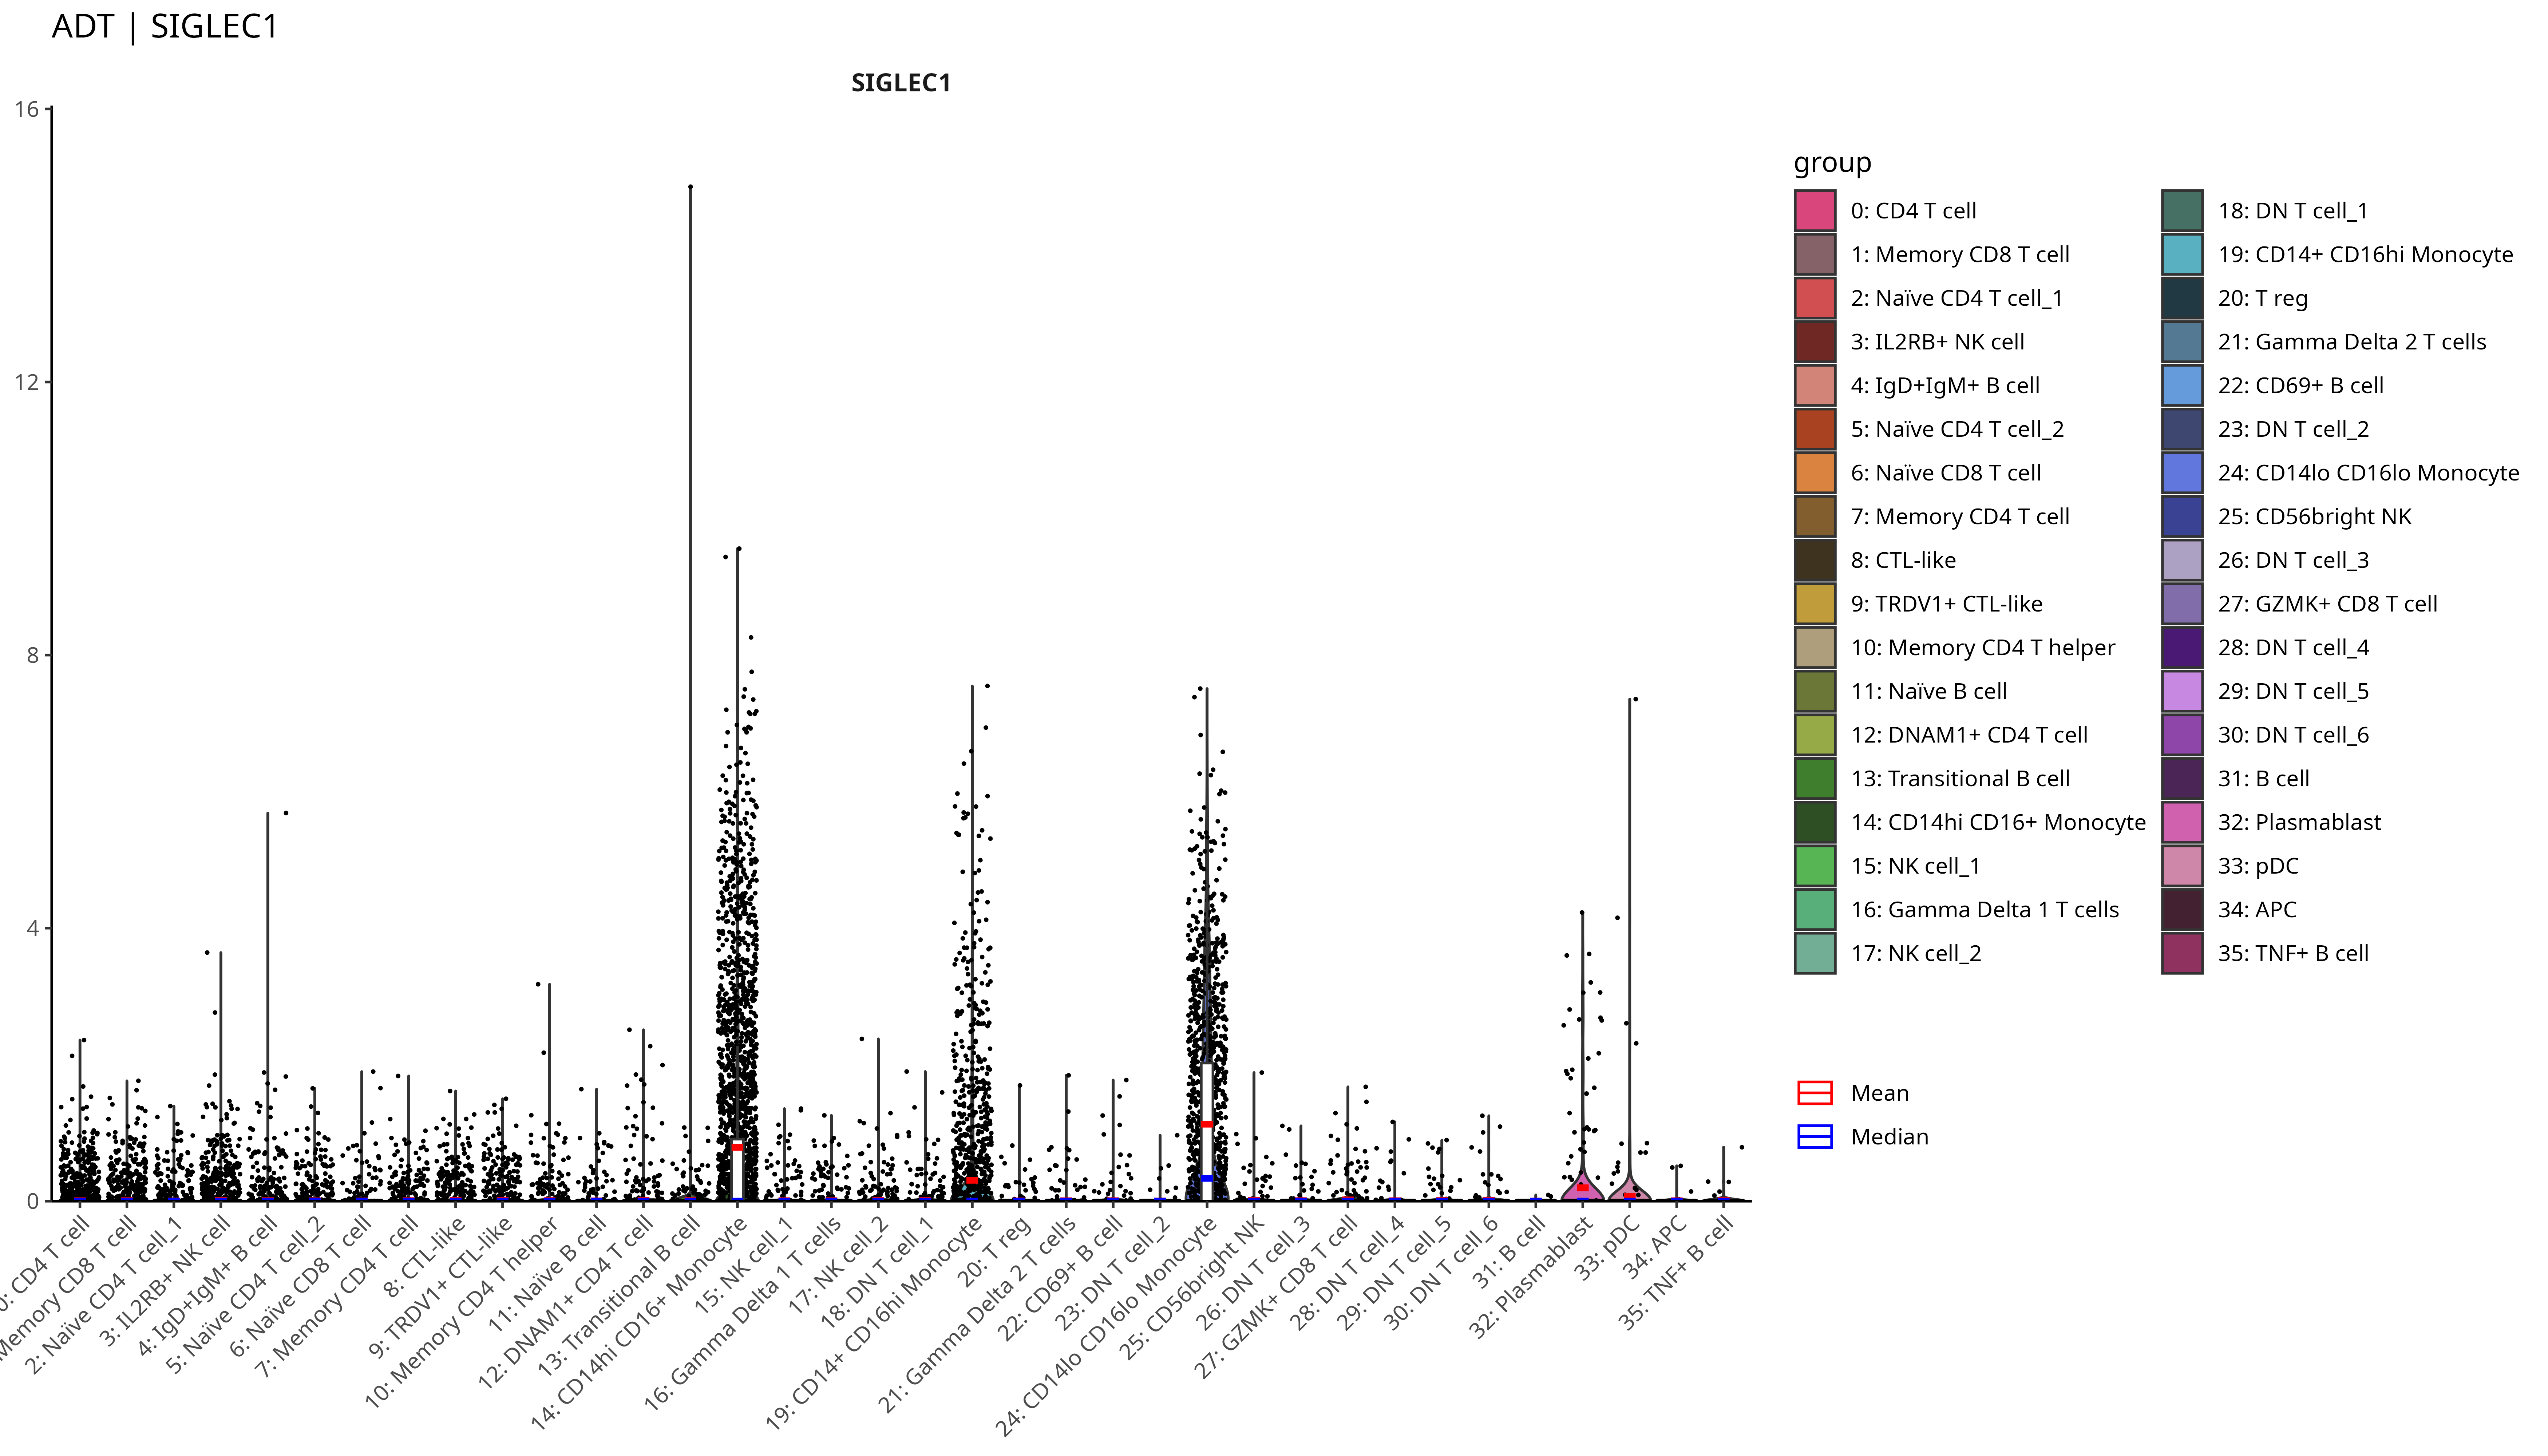 ADT | SIGLEC1
SIGLEC1
16
12
8
4
0
0: CD4 T cell
Memory CD8 T cell
2: Naïve CD4 T cell_1
3: IL2RB+ NK cell
4: IgD+IgM+ B cell
5: Naïve CD4 T cell_2
6: Naïve CD8 T cell
7: Memory CD4 T cell
8: CTL-like
9: TRDV1+ CTL-like
10: Memory CD4 T helper
11: Naïve B cell
12: DNAM1+ CD4 T cell
13: Transitional B cell
14: CD14hi CD16+ Monocyte
15: NK cell_1
16: Gamma Delta 1 T cells
17: NK cell_2
18: DN T cell_1
19: CD14+ CD16hi Monocyte
20: T reg
21: Gamma Delta 2 T cells
22: CD69+ B cell
23: DN T cell_2
24: CD14lo CD16lo Monocyte
25: CD56bright NK
26: DN T cell_3
27: GZMK+ CD8 T cell
28: DN T cell_4
29: DN T cell_5
30: DN T cell_6
31: B cell
32: Plasmablast
33: pDC
34: APC
35: TNF+ B cell
group
0: CD4 T cell
1: Memory CD8 T cell
2: Naïve CD4 T cell_1
3: IL2RB+ NK cell
4: IgD+IgM+ B cell
5: Naïve CD4 T cell_2
6: Naïve CD8 T cell
7: Memory CD4 T cell
8: CTL-like
9: TRDV1+ CTL-like
10: Memory CD4 T helper
11: Naïve B cell
12: DNAM1+ CD4 T cell
13: Transitional B cell
14: CD14hi CD16+ Monocyte
15: NK cell_1
16: Gamma Delta 1 T cells
17: NK cell_2
18: DN T cell_1
19: CD14+ CD16hi Monocyte
20: T reg
21: Gamma Delta 2 T cells
22: CD69+ B cell
23: DN T cell_2
24: CD14lo CD16lo Monocyte
25: CD56bright NK
26: DN T cell_3
27: GZMK+ CD8 T cell
28: DN T cell_4
29: DN T cell_5
30: DN T cell_6
31: B cell
32: Plasmablast
33: pDC
34: APC
35: TNF+ B cell
Mean
Median